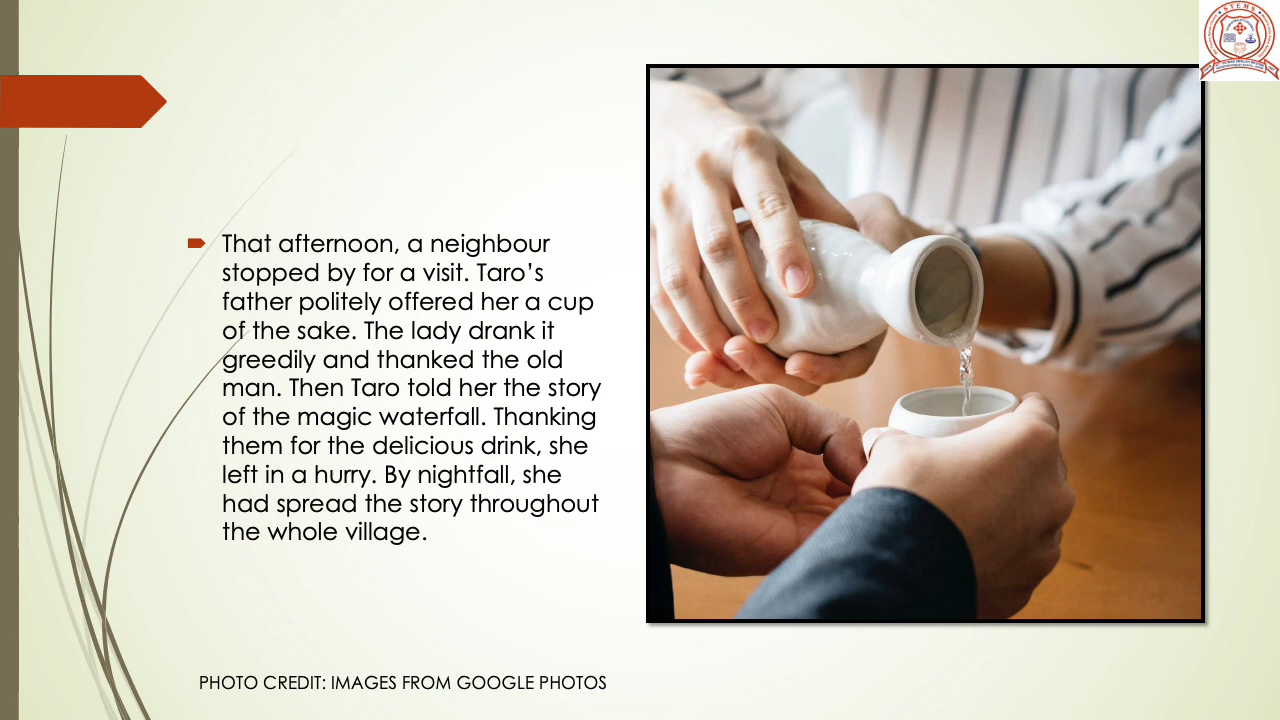 STEMS
That afternoon, a neighbour
stopped by for a visit. Taro’s
father politely offered her a cup
of the sake. The lady drank it
greedily and thanked the old
man. Then Taro told her the story
of the magic waterfall. Thanking
them for the delicious drink, she
left in a hurry. By nightfall, she
had spread the story throughout
the whole village.
PHOTO CREDIT: IMAGES FROM GOOGLE PHOTOS